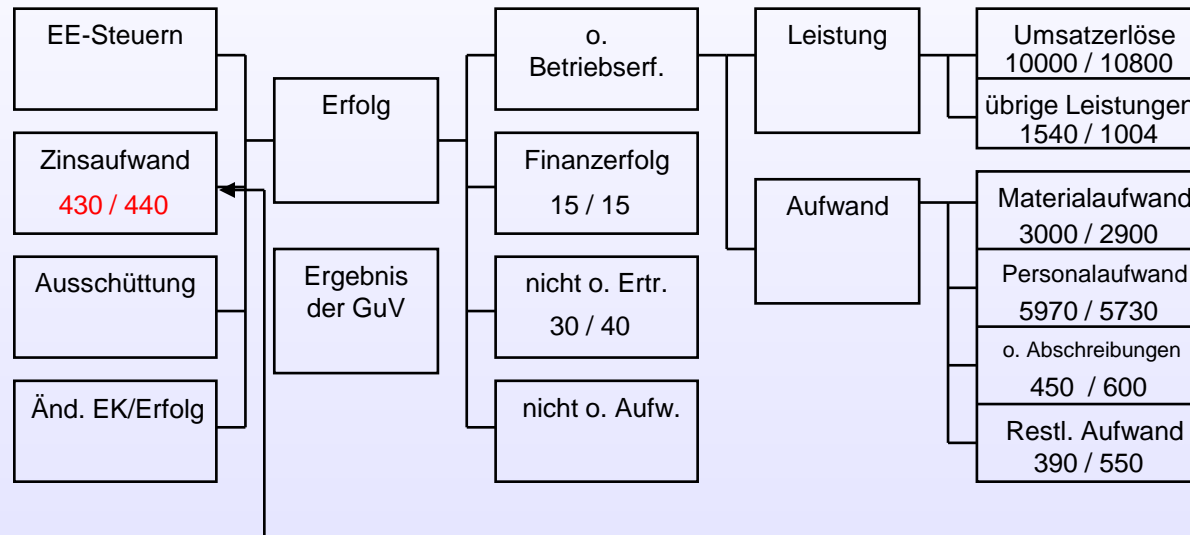 EE-Steuern
Zinsaufwand
430 / 440
Ausschüttung
Änd. EK/Erfolg
Erfolg
Ergebnis
der GuV
o.
Betriebserf.
Finanzerfolg
15 / 15
nicht o. Ertr.
30 / 40
nicht o. Aufw.
Leistung
Aufwand
Umsatzerlöse
10000 / 10800
übrige Leistungen
1540 / 1004
Materialaufwand
3000 / 2900
Personalaufwand
5970 / 5730
o. Abschreibungen
450 / 600
Restl. Aufwand
390 / 550